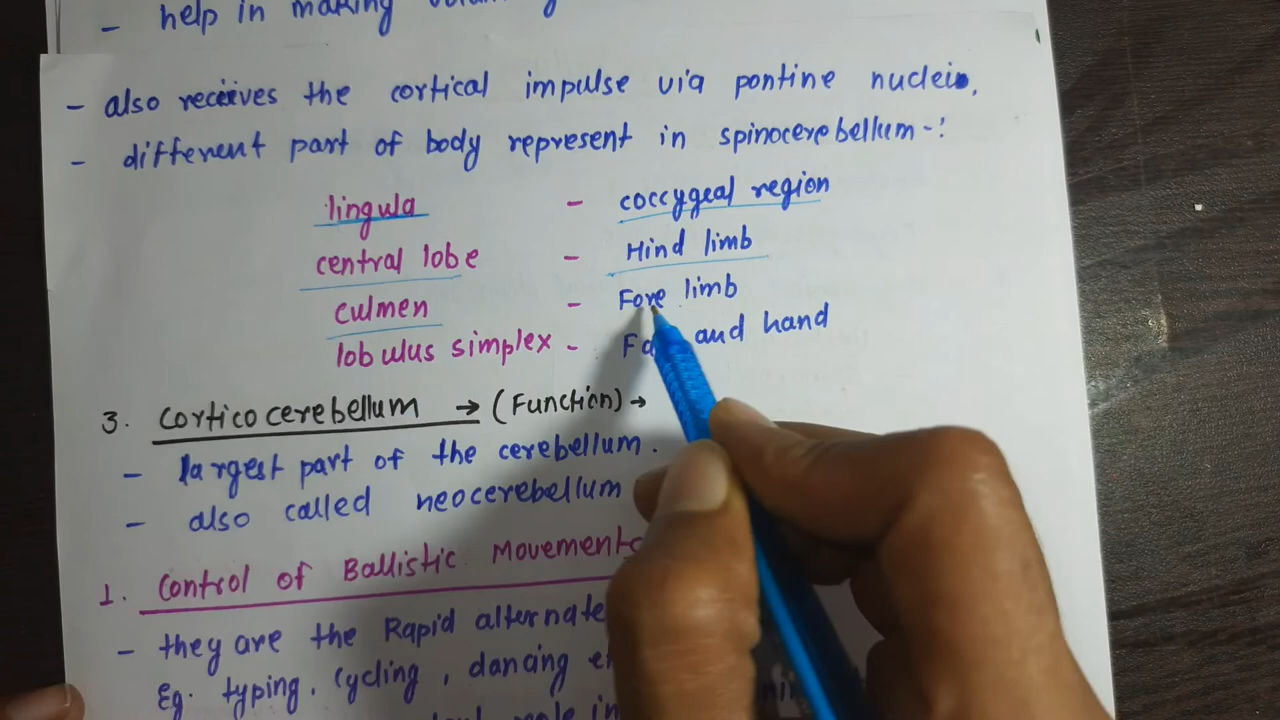 - help in making
- also receives the cortical impulse via pontine nuclei.
- different part of body represent in spinocerebellum -:
lingula - coccygeal region
central lobe - Hind limb
culmen - Fore limb
lobulus simplex - and hand
3. Corticocerebellum → (Function) →
- largest part of the cerebellum.
- also called neocerebellum
1. Control of Ballistic Movements
- they are the Rapid alternate
Eg. typing, Cycling, dancing